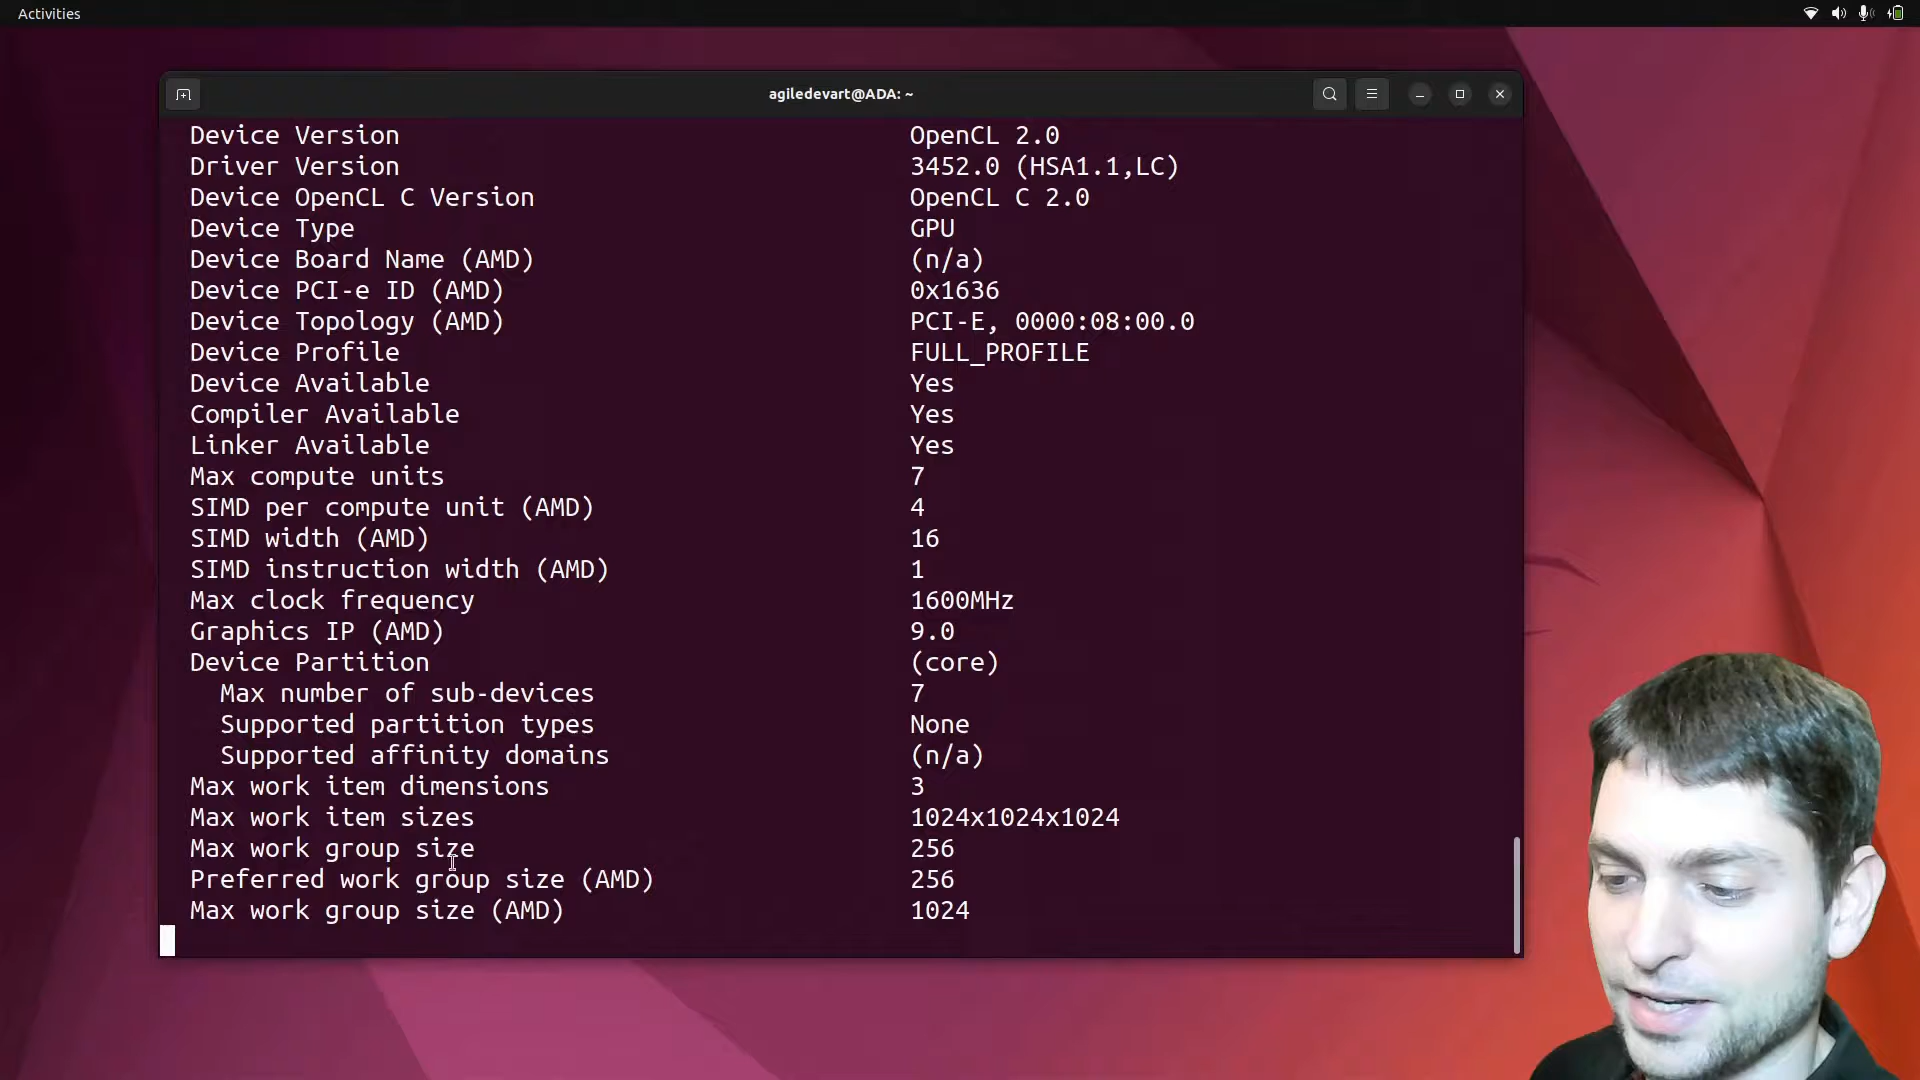 Activities
agiledevart@ADA: ~
Device Version OpenCL 2.0
Driver Version 3452.0 (HSA1.1,LC)
Device OpenCL C Version OpenCL C 2.0
Device Type GPU
Device Board Name (AMD) (n/a)
Device PCI-e ID (AMD) 0x1636
Device Topology (AMD) PCI-E, 0000:08:00.0
Device Profile FULL_PROFILE
Device Available Yes
Compiler Available Yes
Linker Available Yes
Max compute units 7
SIMD per compute unit (AMD) 4
SIMD width (AMD) 16
SIMD instruction width (AMD) 1
Max clock frequency 1600MHz
Graphics IP (AMD) 9.0
Device Partition (core)
Max number of sub-devices 7
Supported partition types None
Supported affinity domains (n/a)
Max work item dimensions 3
Max work item sizes 1024x1024x1024
Max work group size 256
Preferred work group size (AMD) 256
Max work group size (AMD) 1024